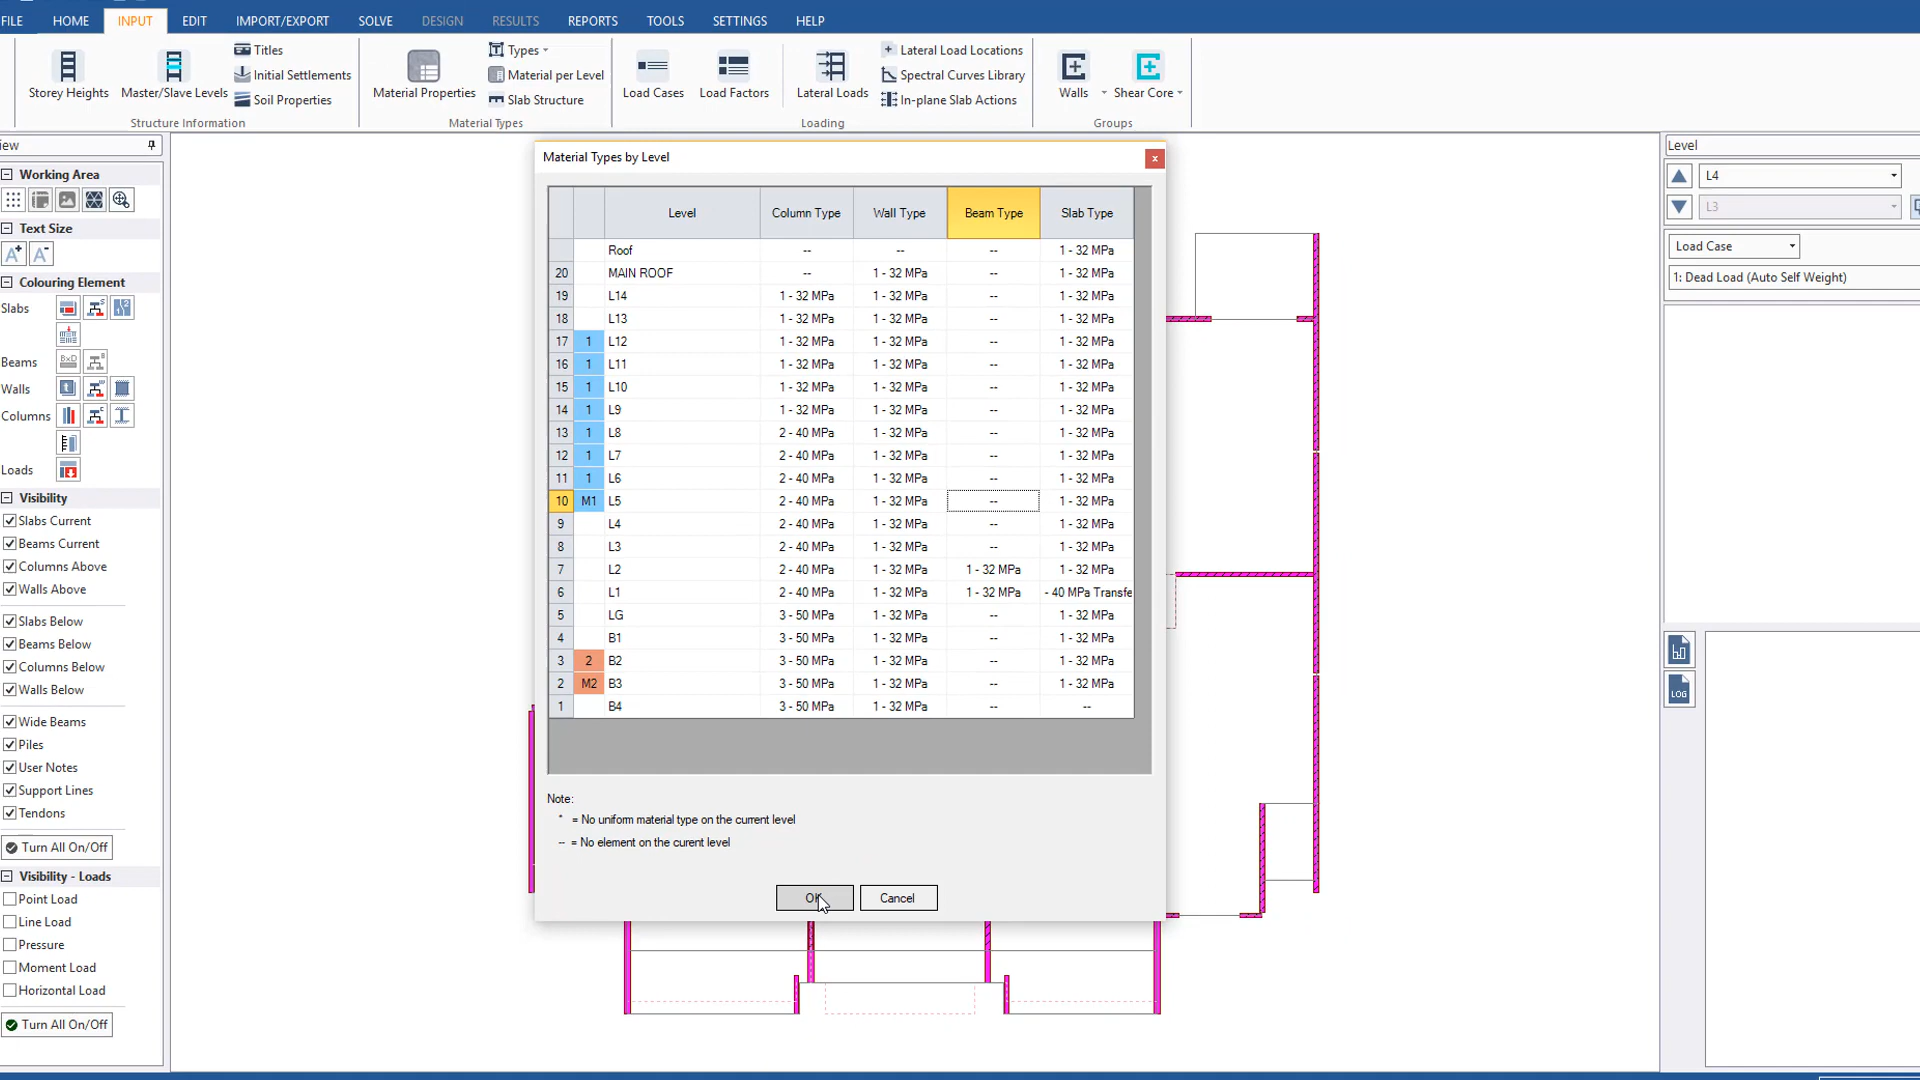 FILE HOME INPUT EDIT IMPORT/EXPORT SOLVE DESIGN RESULTS REPORTS TOOLS SETTINGS HELP
Storey Heights
Master/Slave Levels
Titles
Initial Settlements
Soil Properties
Structure Information
Material Properties
Types
Material per Level
Slab Structure
Material Types
Load Cases
Load Factors
Lateral Loads
Lateral Load Locations
Spectral Curves Library
In-plane Slab Actions
Loading
Walls
Shear Core
Groups
iew
Working Area
Text Size
A+ A-
Colouring Element
Slabs
Beams
B×D
Walls
Columns
Loads
Visibility
Slabs Current
Beams Current
Columns Above
Walls Above
Slabs Below
Beams Below
Columns Below
Walls Below
Wide Beams
Piles
User Notes
Support Lines
Tendons
Turn All On/Off
Visibility - Loads
Point Load
Line Load
Pressure
Moment Load
Horizontal Load
Turn All On/Off
Material Types by Level
x
Level Column Type Wall Type Beam Type Slab Type
Roof -- -- -- 1 - 32 MPa
20 MAIN ROOF -- 1 - 32 MPa -- 1 - 32 MPa
19 L14 1 - 32 MPa 1 - 32 MPa -- 1 - 32 MPa
18 L13 1 - 32 MPa 1 - 32 MPa -- 1 - 32 MPa
17 1 L12 1 - 32 MPa 1 - 32 MPa -- 1 - 32 MPa
16 1 L11 1 - 32 MPa 1 - 32 MPa -- 1 - 32 MPa
15 1 L10 1 - 32 MPa 1 - 32 MPa -- 1 - 32 MPa
14 1 L9 1 - 32 MPa 1 - 32 MPa -- 1 - 32 MPa
13 1 L8 2 - 40 MPa 1 - 32 MPa -- 1 - 32 MPa
12 1 L7 2 - 40 MPa 1 - 32 MPa -- 1 - 32 MPa
11 1 L6 2 - 40 MPa 1 - 32 MPa -- 1 - 32 MPa
10 M1 L5 2 - 40 MPa 1 - 32 MPa -- 1 - 32 MPa
9 L4 2 - 40 MPa 1 - 32 MPa -- 1 - 32 MPa
8 L3 2 - 40 MPa 1 - 32 MPa -- 1 - 32 MPa
7 L2 2 - 40 MPa 1 - 32 MPa 1 - 32 MPa 1 - 32 MPa
6 L1 2 - 40 MPa 1 - 32 MPa 1 - 32 MPa - 40 MPa Transfe
5 LG 3 - 50 MPa 1 - 32 MPa -- 1 - 32 MPa
4 B1 3 - 50 MPa 1 - 32 MPa -- 1 - 32 MPa
3 2 B2 3 - 50 MPa 1 - 32 MPa -- 1 - 32 MPa
2 M2 B3 3 - 50 MPa 1 - 32 MPa -- 1 - 32 MPa
1 B4 3 - 50 MPa 1 - 32 MPa -- --
Note:
* = No uniform material type on the current level
-- = No element on the curent level
OK Cancel
Level
L4
L3
Load Case
1: Dead Load (Auto Self Weight)
LOG